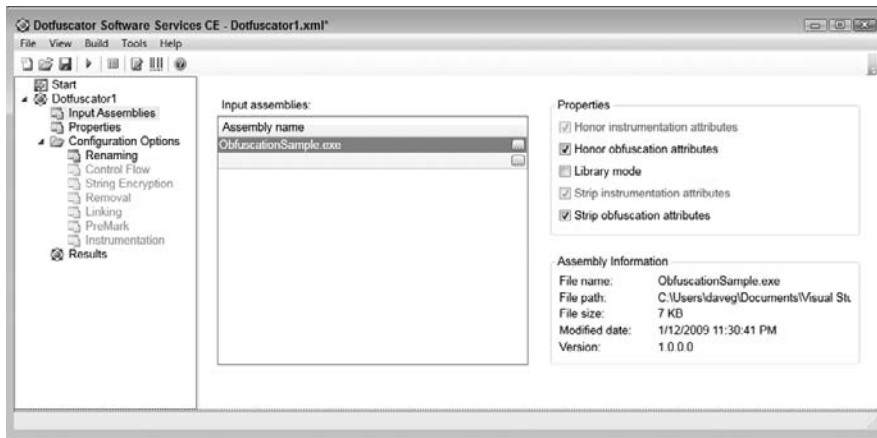 Dotfuscator Software Services CE - Dotfuscator1.xml*
File View Build Tools Help
Start
Dotfuscator1
Input Assemblies
Properties
Configuration Options
Renaming
Control Flow
String Encryption
Removal
Linking
PreMark
Instrumentation
Results
Input assemblies:
Assembly name
ObfuscationSample.exe
Properties
Honor instrumentation attributes
Honor obfuscation attributes
Library mode
Strip instrumentation attributes
Strip obfuscation attributes
Assembly Information
File name: ObfuscationSample.exe
File path: C:\Users\daveg\Documents\Visual Stu
File size: 7 KB
Modified date: 1/12/2009 11:30:41 PM
Version: 1.0.0.0